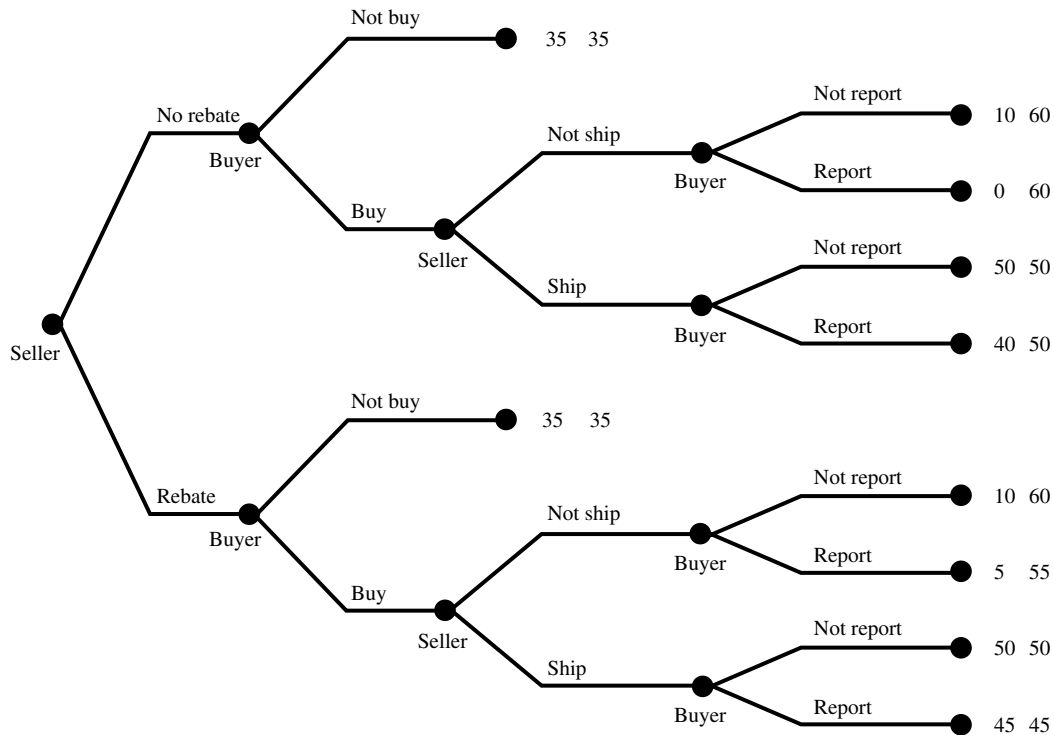 Not buy
35 35
Not report
10 60
No rebate
Not ship
Buyer
Buyer
Report
0 60
Buy
Seller
Not report
50 50
Ship
Buyer
Report
40 50
Seller
Not buy
35 35
Not report
10 60
Rebate
Not ship
Buyer
Buyer
Report
5 55
Buy
Seller
Not report
50 50
Ship
Buyer
Report
45 45